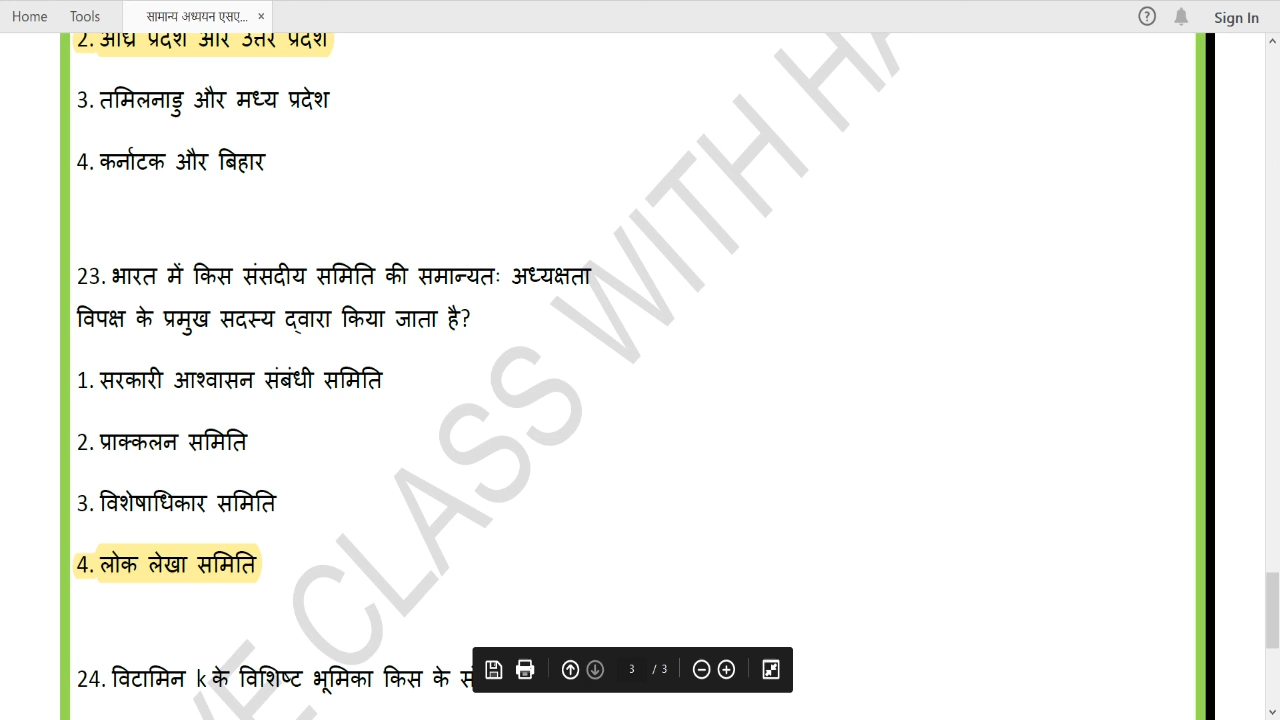 Home Tools सामान्य अध्ययन एसए... × Sign In
2. आंध्र प्रदेश और उत्तर प्रदेश
3. तमिलनाडु और मध्य प्रदेश
4. कर्नाटक और बिहार
23. भारत में किस संसदीय समिति की समान्यतः अध्यक्षता
विपक्ष के प्रमुख सदस्य द्वारा किया जाता है?
1. सरकारी आश्वासन संबंधी समिति
2. प्राक्कलन समिति
3. विशेषाधिकार समिति
4. लोक लेखा समिति
24. विटामिन k के विशिष्ट भूमिका किस के
3 / 3
CLASS WITH